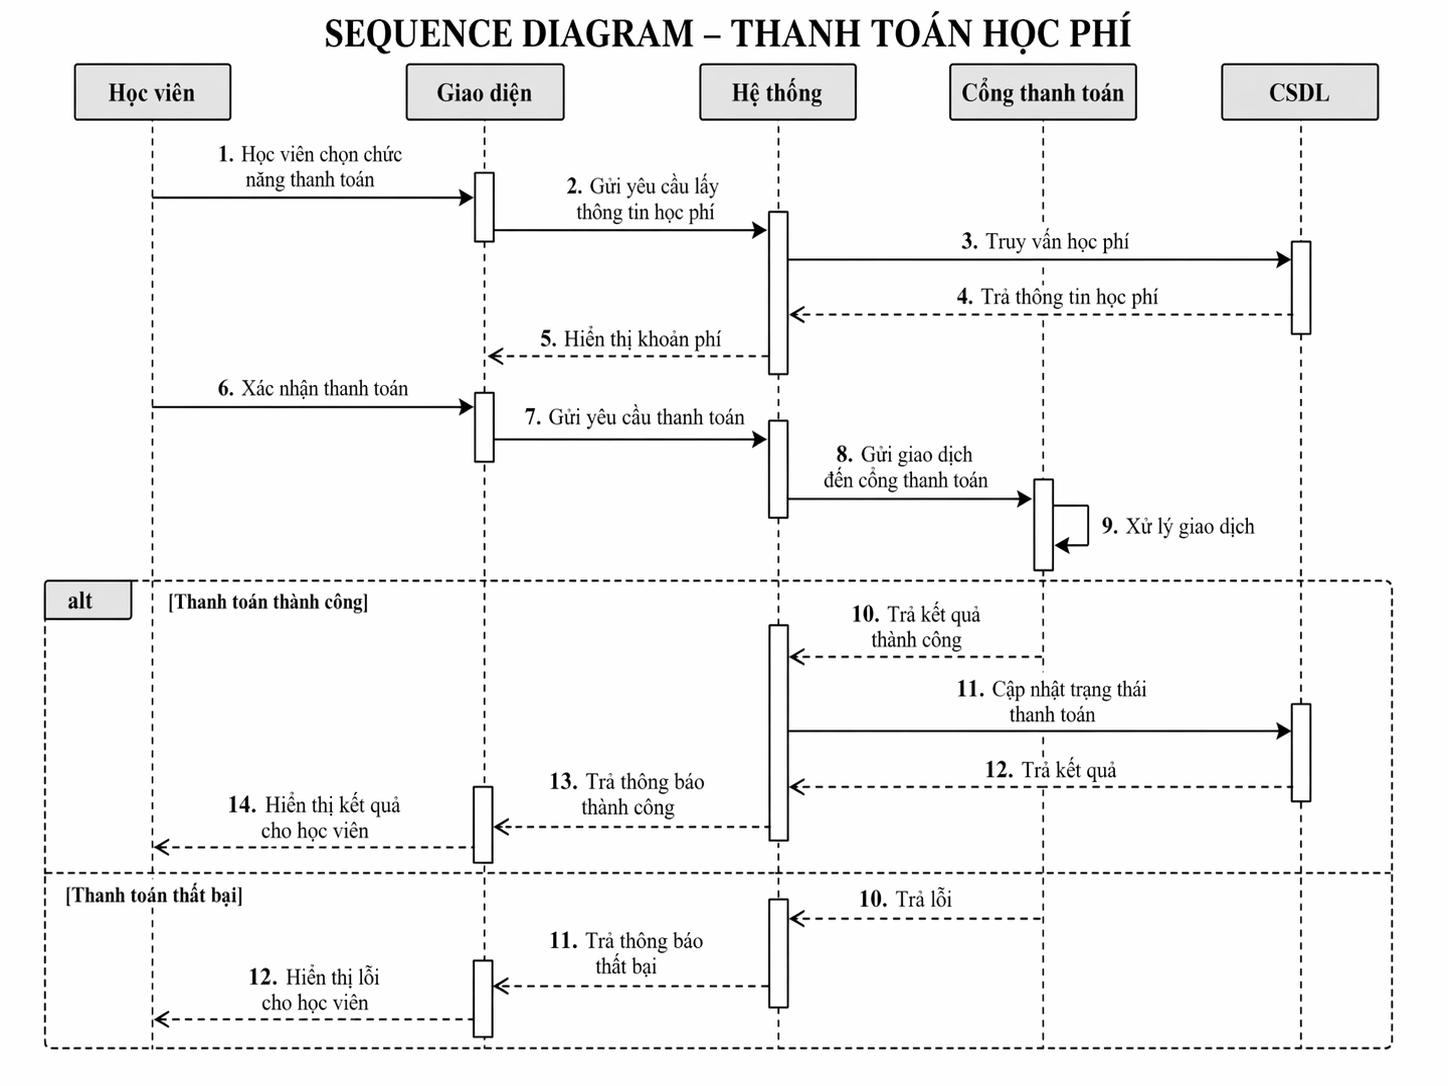 SEQUENCE DIAGRAM – THANH TOÁN HỌC PHÍ
Học viên
Giao diện
Hệ thống
Cổng thanh toán
CSDL
1. Học viên chọn chức
năng thanh toán
2. Gửi yêu cầu lấy
thông tin học phí
3. Truy vấn học phí
4. Trả thông tin học phí
5. Hiển thị khoản phí
6. Xác nhận thanh toán
7. Gửi yêu cầu thanh toán
8. Gửi giao dịch
đến cổng thanh toán
9. Xử lý giao dịch
alt
[Thanh toán thành công]
10. Trả kết quả
thành công
11. Cập nhật trạng thái
thanh toán
12. Trả kết quả
13. Trả thông báo
thành công
14. Hiển thị kết quả
cho học viên
[Thanh toán thất bại]
10. Trả lỗi
11. Trả thông báo
thất bại
12. Hiển thị lỗi
cho học viên